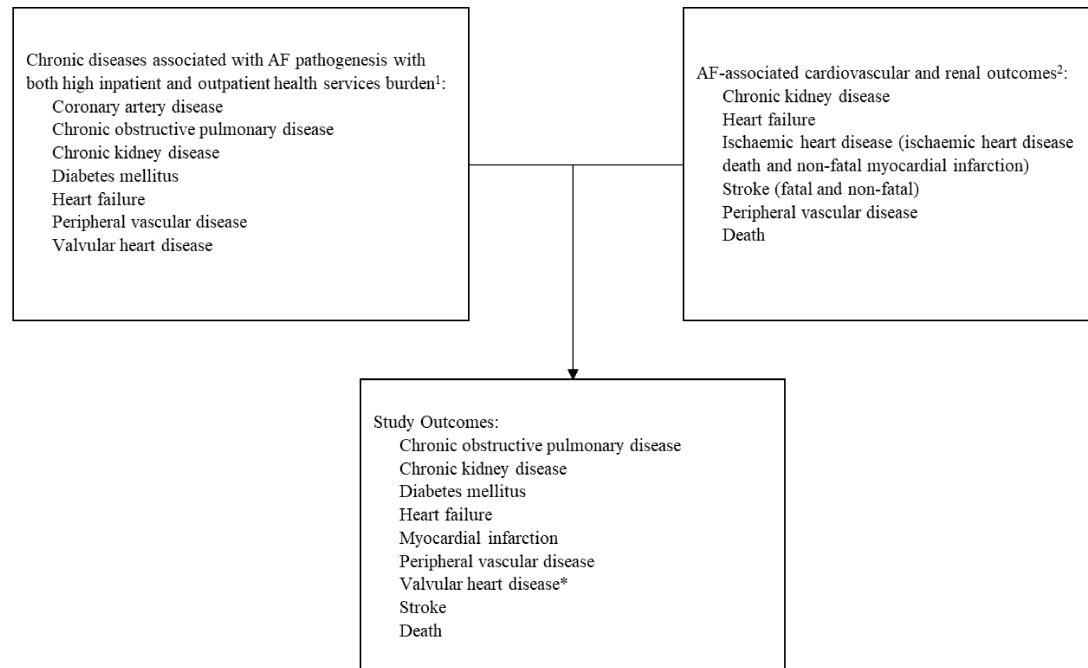 Chronic diseases associated with AF pathogenesis with
both high inpatient and outpatient health services burden¹:
Coronary artery disease
Chronic obstructive pulmonary disease
Chronic kidney disease
Diabetes mellitus
Heart failure
Peripheral vascular disease
Valvular heart disease
AF-associated cardiovascular and renal outcomes²:
Chronic kidney disease
Heart failure
Ischaemic heart disease (ischaemic heart disease
death and non-fatal myocardial infarction)
Stroke (fatal and non-fatal)
Peripheral vascular disease
Death
Study Outcomes:
Chronic obstructive pulmonary disease
Chronic kidney disease
Diabetes mellitus
Heart failure
Myocardial infarction
Peripheral vascular disease
Valvular heart disease*
Stroke
Death